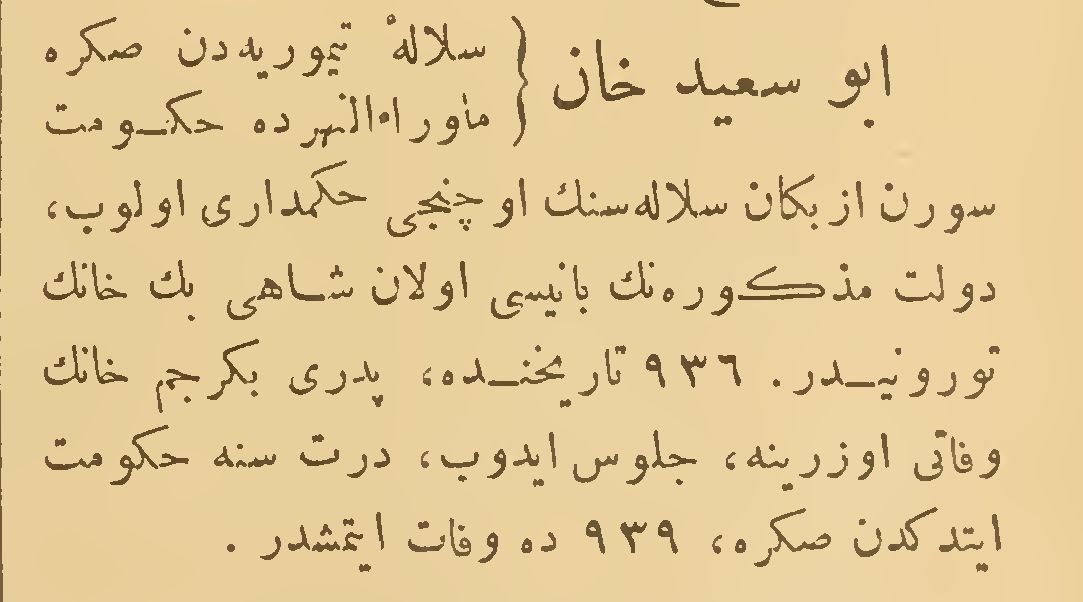 ابو سعید خان { سلالهٔ تیموریه‌دن صکره
ماوراءالنهرده حکومت
سورن ازبکان سلاله‌سنك اوچنجی حکمداری اولوب،
دولت مذکوره‌نك بانیسی اولان شاهی بك خانك
تورونیدر. ٩٣٦ تاریخنده، پدری بکرجم خانك
وفاتی اوزرینه، جلوس ایدوب، درت سنه حکومت
ایتدکدن صکره، ٩٣٩ ده وفات ایتمشدر.